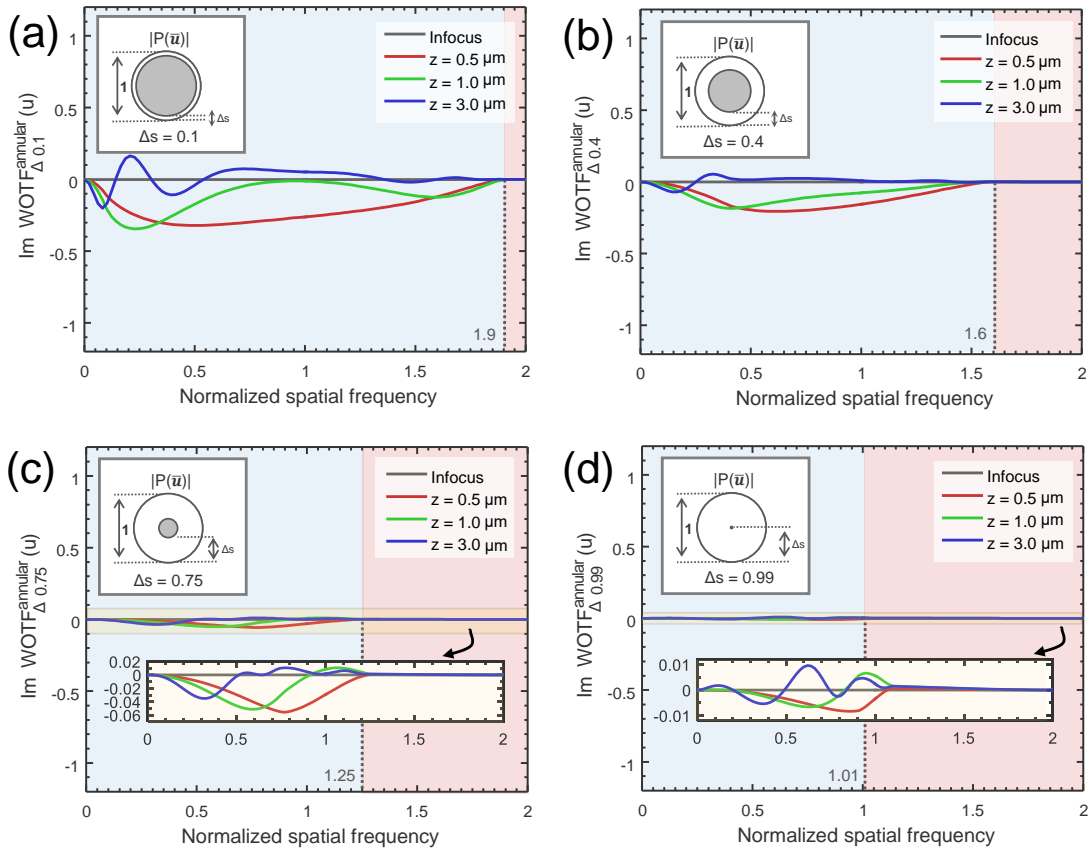 (a)
|P(ū)|
1
Δs
Δs = 0.1
Infocus
z = 0.5 µm
z = 1.0 µm
z = 3.0 µm
Im WOTF annular Δ 0.1 (u)
1
0.5
0
-0.5
-1
1.9
0 0.5 1 1.5 2
Normalized spatial frequency
(b)
|P(ū)|
1
Δs
Δs = 0.4
Infocus
z = 0.5 µm
z = 1.0 µm
z = 3.0 µm
Im WOTF annular Δ 0.4 (u)
1
0.5
0
-0.5
-1
1.6
0 0.5 1 1.5 2
Normalized spatial frequency
(c)
|P(ū)|
1
Δs
Δs = 0.75
Infocus
z = 0.5 µm
z = 1.0 µm
z = 3.0 µm
Im WOTF annular Δ 0.75 (u)
1
0.5
0
-0.5
-1
0.02
0
-0.02
-0.04
-0.06
0 0.5 1 1.5 2
1.25
0 0.5 1 1.5 2
Normalized spatial frequency
(d)
|P(ū)|
1
Δs
Δs = 0.99
Infocus
z = 0.5 µm
z = 1.0 µm
z = 3.0 µm
Im WOTF annular Δ 0.99 (u)
1
0.5
0
-0.5
-1
0.01
0
-0.01
0 0.5 1 1.5 2
1.01
0 0.5 1 1.5 2
Normalized spatial frequency